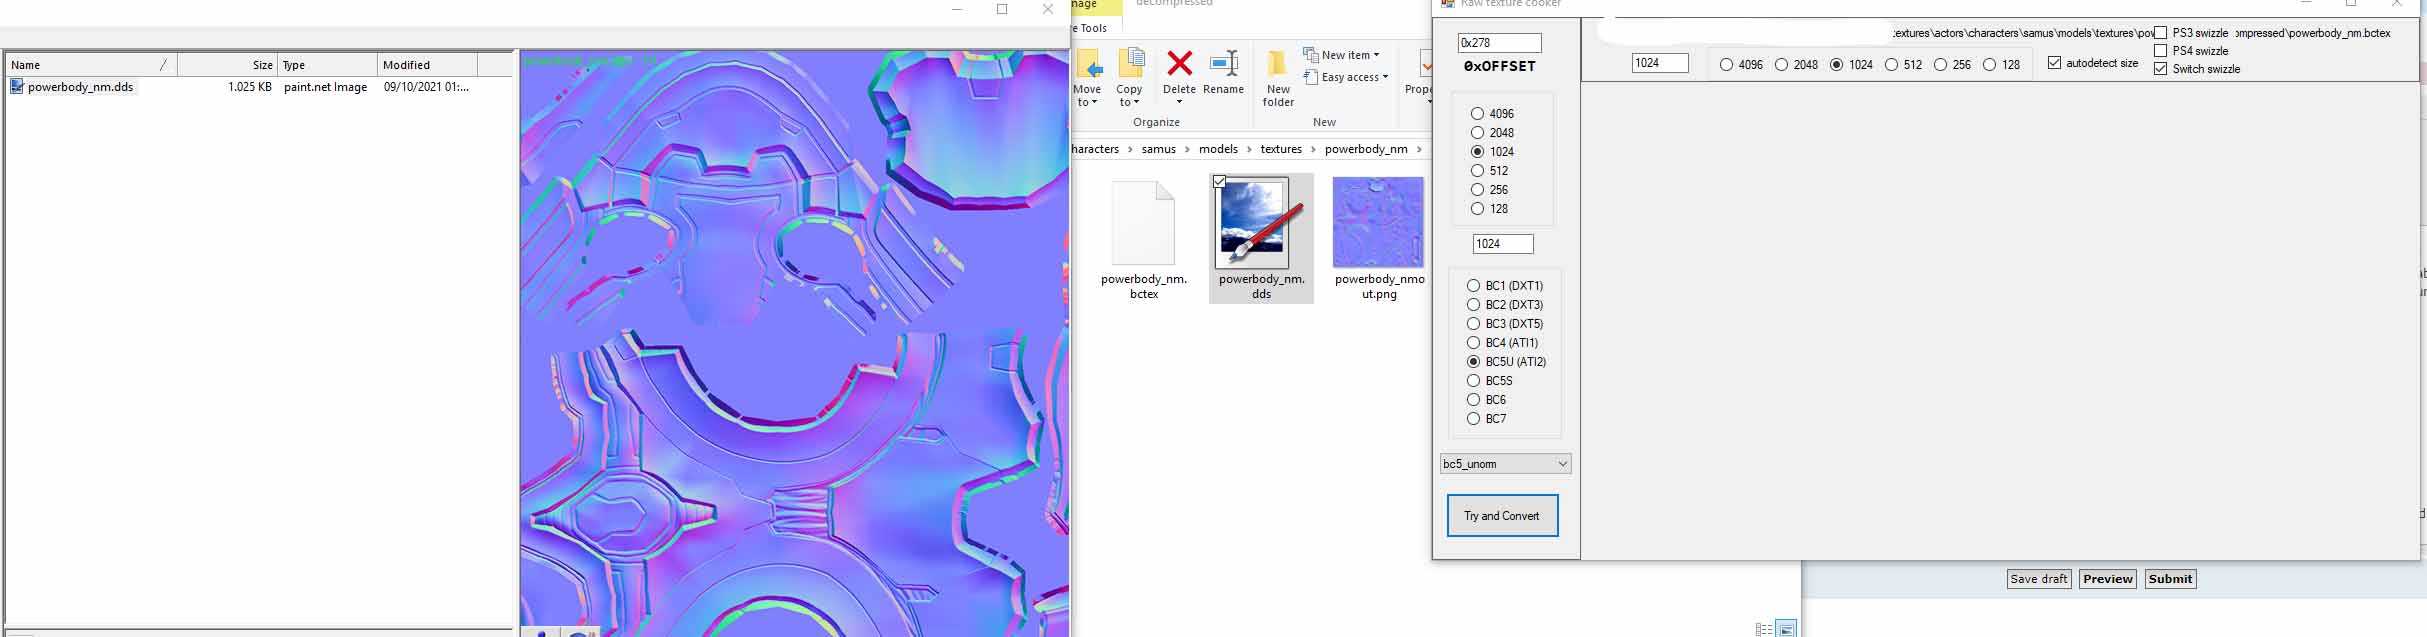 Name / Size Type Modified
powerbody_nm.dds 1.025 KB paint.net Image 09/10/2021 01:...
nage
decompressed
e Tools
Move to
Copy to
Delete
Rename
New folder
New item
Easy access
Prope
Organize
New
haracters > samus > models > textures > powerbody_nm >
powerbody_nm.
bctex
powerbody_nm.
dds
powerbody_nmo
ut.png
Raw texture cooker
0x278
0xOFFSET
4096
2048
1024
512
256
128
1024
BC1 (DXT1)
BC2 (DXT3)
BC3 (DXT5)
BC4 (ATI1)
BC5U (ATI2)
BC5S
BC6
BC7
bc5_unorm
Try and Convert
:extures\actors\characters\samus\models\textures\pow
PS3 swizzle
ompressed\powerbody_nm.bctex
PS4 swizzle
Switch swizzle
1024
4096 2048 1024 512 256 128
autodetect size
Save draft Preview Submit